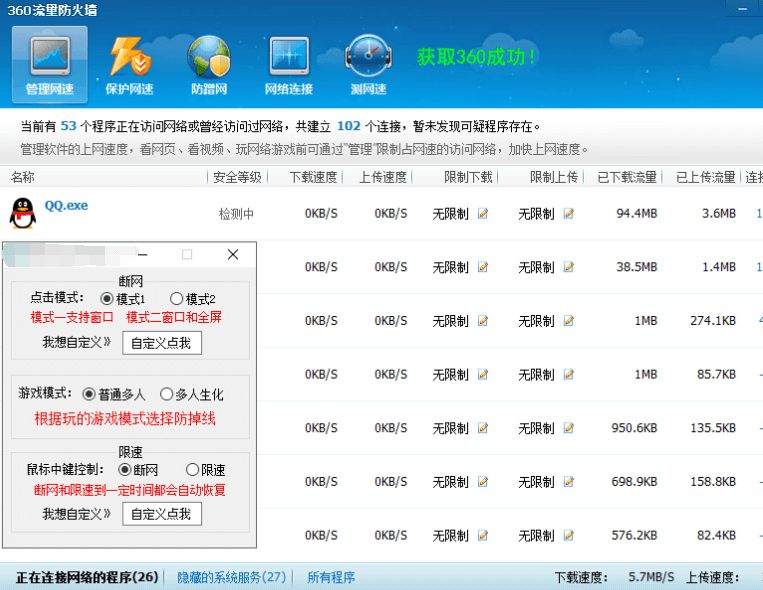 360流里防火墙
管理网速 保护网速 防蹭网 网络连接 测网速 获取360成功！
当前有 53 个程序正在访问网络或曾经访问过网络，共建立 102 个连接，暂未发现可疑程序存在。
管理软件的上网速度，看网页、看视频、玩网络游戏前可通过"管理"限制占网速的访问网络，加快上网速度。
名称 安全等级 下载速度 上传速度 限制下载 限制上传 已下载流量 已上传流量 连接
QQ.exe 检测中 0KB/S 0KB/S 无限制 无限制 94.4MB 3.6MB 1
0KB/S 0KB/S 无限制 无限制 38.5MB 1.4MB 1
0KB/S 0KB/S 无限制 无限制 1MB 274.1KB
0KB/S 0KB/S 无限制 无限制 1MB 85.7KB -
0KB/S 0KB/S 无限制 无限制 950.6KB 135.5KB -
0KB/S 0KB/S 无限制 无限制 698.9KB 158.8KB -
0KB/S 0KB/S 无限制 无限制 576.2KB 82.4KB -
断网
点击模式： 模式1 模式2
模式一支持窗口 模式二窗口和全屏
我想自定义》 自定义点我
游戏模式： 普通多人 多人生化
根据玩的游戏模式选择防掉线
限速
鼠标中键控制： 断网 限速
断网和限速到一定时间都会自动恢复
我想自定义》 自定义点我
正在连接网络的程序(26) 隐藏的系统服务(27) 所有程序 下载速度： 5.7MB/S 上传速度：